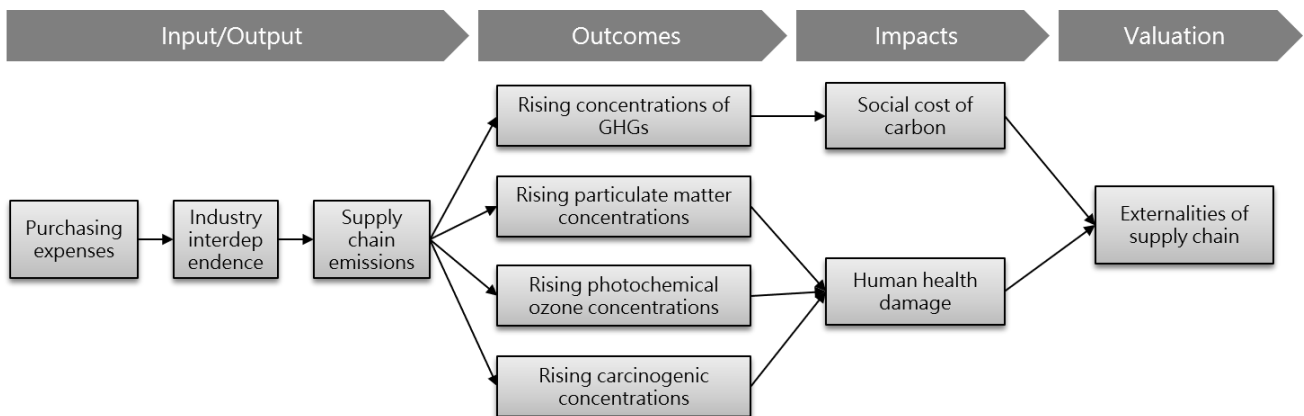 Input/Output
Outcomes
Impacts
Valuation
Purchasing
expenses
Industry
interdep
endence
Supply
chain
emissions
Rising concentrations of
GHGs
Rising particulate matter
concentrations
Rising photochemical
ozone concentrations
Rising carcinogenic
concentrations
Social cost of
carbon
Human health
damage
Externalities of
supply chain